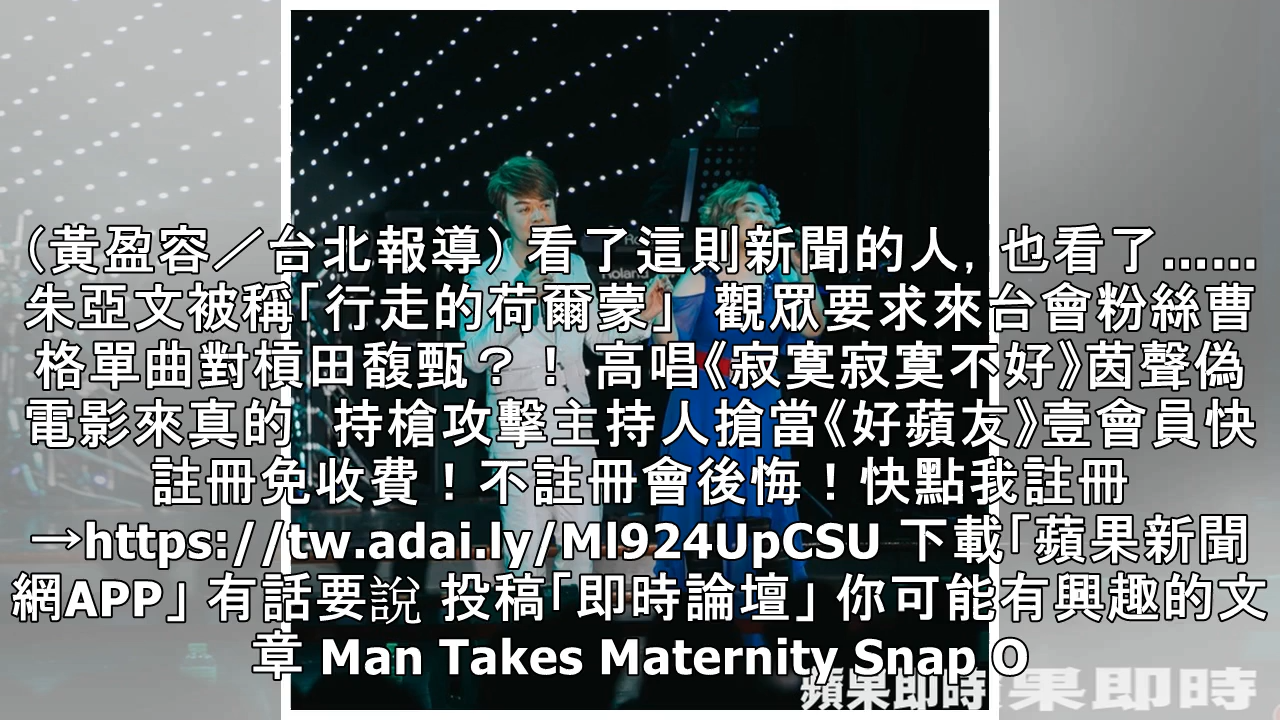 (黃盈容／台北報導) 看了這則新聞的人, 也看了……
朱亞文被稱「行走的荷爾蒙」 觀眾要求來台會粉絲曹
格單曲對槓田馥甄？！ 高唱《寂寞寂寞不好》茵聲偽
電影來真的 持槍攻擊主持人搶當《好蘋友》壹會員快
註冊免收費！不註冊會後悔！快點我註冊
→https://tw.adai.ly/Ml924UpCSU 下載「蘋果新聞
網APP」 有話要說 投稿「即時論壇」 你可能有興趣的文
章 Man Takes Maternity Snap O
Roland
蘋果即時
果即時